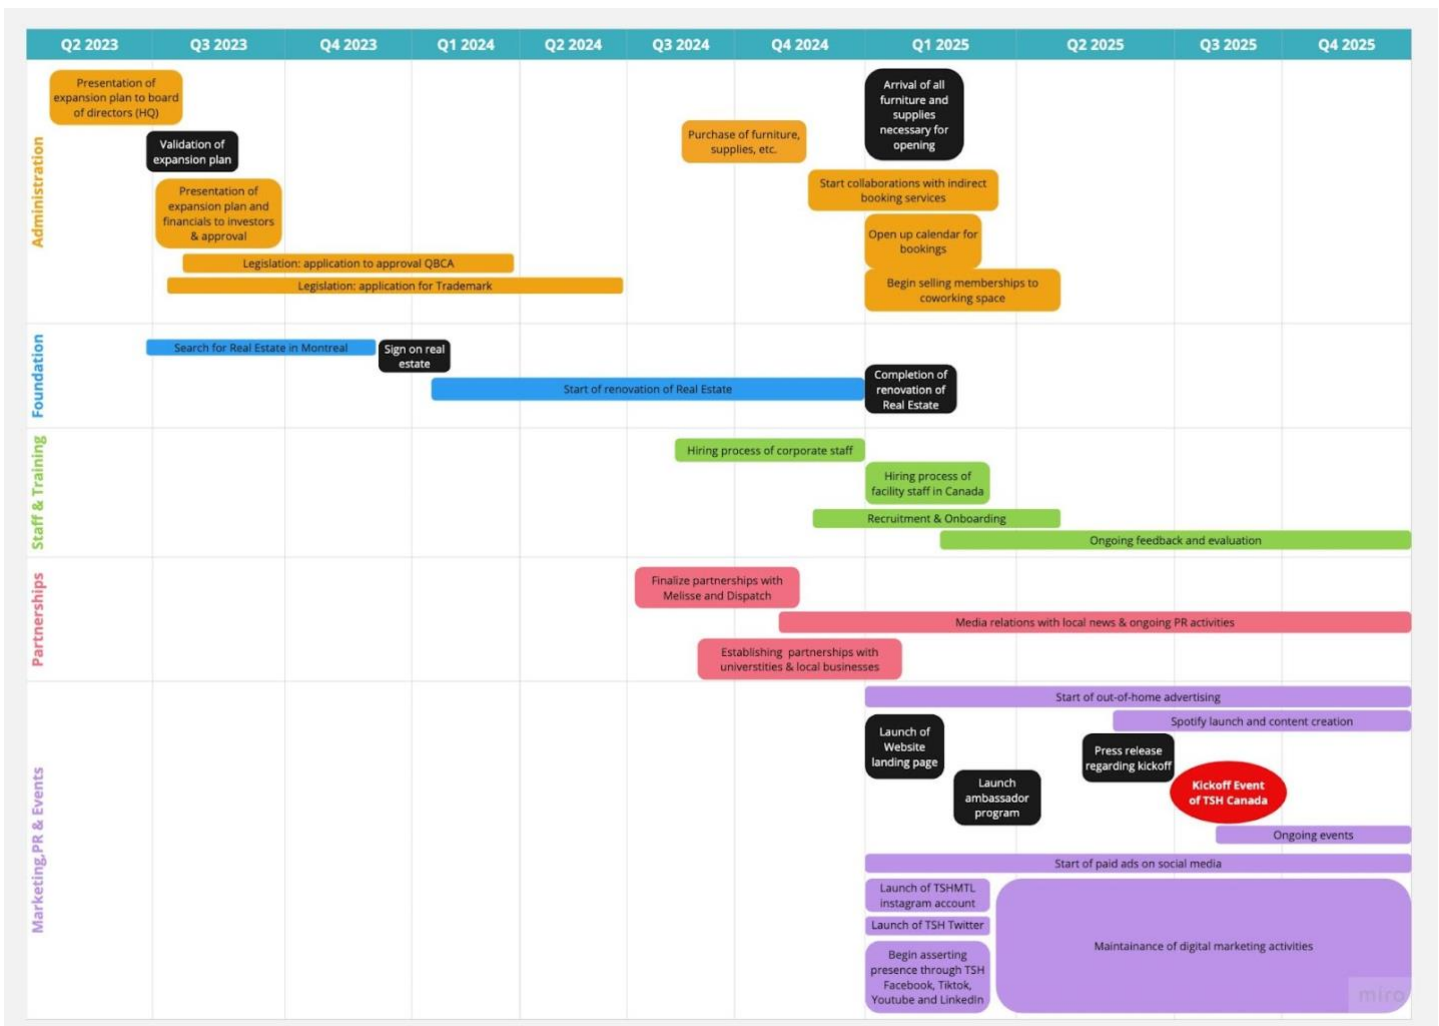 Q2 2023 Q3 2023 Q4 2023 Q1 2024 Q2 2024 Q3 2024 Q4 2024 Q1 2025 Q2 2025 Q3 2025 Q4 2025
Administration
Presentation of
expansion plan to board
of directors (HQ)
Validation of
expansion plan
Presentation of
expansion plan and
financials to investors
& approval
Legislation: application to approval QBCA
Legislation: application for Trademark
Purchase of furniture,
supplies, etc.
Arrival of all
furniture and
supplies
necessary for
opening
Start collaborations with indirect
booking services
Open up calendar for
bookings
Begin selling memberships to
coworking space
Foundation
Search for Real Estate in Montreal
Sign on real
estate
Start of renovation of Real Estate
Completion of
renovation of
Real Estate
Staff & Training
Hiring process of corporate staff
Hiring process of
facility staff in Canada
Recruitment & Onboarding
Ongoing feedback and evaluation
Partnerships
Finalize partnerships with
Melisse and Dispatch
Media relations with local news & ongoing PR activities
Establishing partnerships with
universtities & local businesses
Marketing,PR & Events
Start of out-of-home advertising
Spotify launch and content creation
Launch of
Website
landing page
Launch
ambassador
program
Press release
regarding kickoff
Kickoff Event
of TSH Canada
Ongoing events
Start of paid ads on social media
Launch of TSHMTL
instagram account
Launch of TSH Twitter
Begin asserting
presence through TSH
Facebook, Tiktok,
Youtube and LinkedIn
Maintainance of digital marketing activities
miro